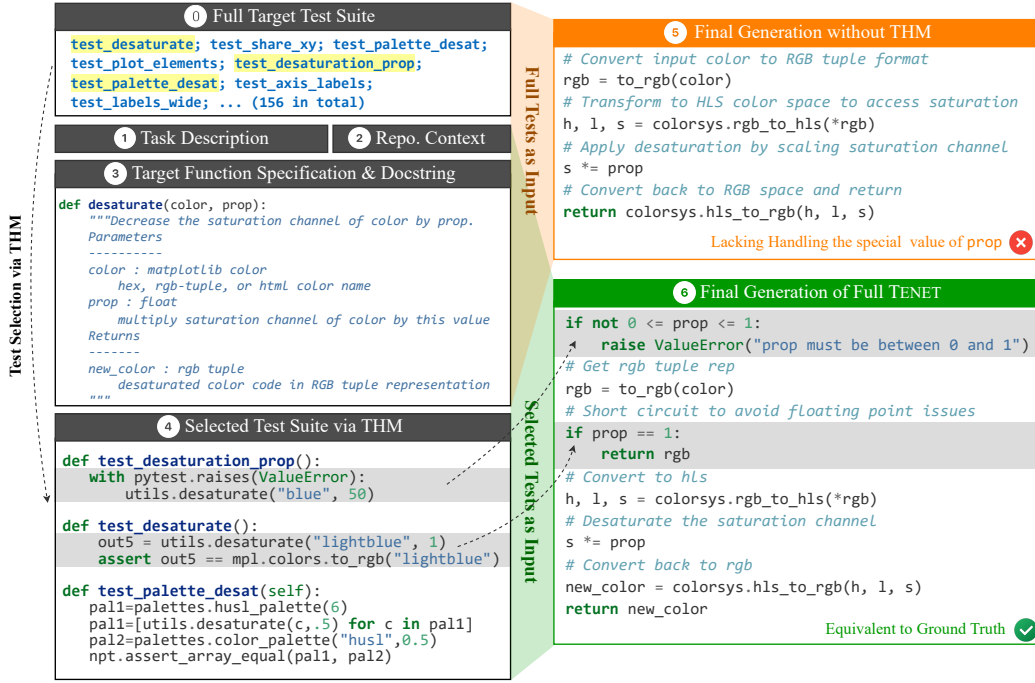 0 Full Target Test Suite
test_desaturate; test_share_xy; test_palette_desat;
test_plot_elements; test_desaturation_prop;
test_palette_desat; test_axis_labels;
test_labels_wide; ... (156 in total)
1 Task Description
2 Repo. Context
3 Target Function Specification & Docstring
def desaturate(color, prop):
"""Decrease the saturation channel of color by prop.
Parameters
----------
color : matplotlib color
hex, rgb-tuple, or html color name
prop : float
multiply saturation channel of color by this value
Returns
-------
new_color : rgb tuple
desaturated color code in RGB tuple representation
"""
4 Selected Test Suite via THM
def test_desaturation_prop():
with pytest.raises(ValueError):
utils.desaturate("blue", 50)
def test_desaturate():
out5 = utils.desaturate("lightblue", 1)
assert out5 == mpl.colors.to_rgb("lightblue")
def test_palette_desat(self):
pal1=palettes.husl_palette(6)
pal1=[utils.desaturate(c,.5) for c in pal1]
pal2=palettes.color_palette("husl",0.5)
npt.assert_array_equal(pal1, pal2)
Test Selection via THM
Full Tests as Input
Selected Tests as Input
5 Final Generation without THM
# Convert input color to RGB tuple format
rgb = to_rgb(color)
# Transform to HLS color space to access saturation
h, l, s = colorsys.rgb_to_hls(*rgb)
# Apply desaturation by scaling saturation channel
s *= prop
# Convert back to RGB space and return
return colorsys.hls_to_rgb(h, l, s)
Lacking Handling the special value of prop
6 Final Generation of Full TENET
if not 0 <= prop <= 1:
raise ValueError("prop must be between 0 and 1")
# Get rgb tuple rep
rgb = to_rgb(color)
# Short circuit to avoid floating point issues
if prop == 1:
return rgb
# Convert to hls
h, l, s = colorsys.rgb_to_hls(*rgb)
# Desaturate the saturation channel
s *= prop
# Convert back to rgb
new_color = colorsys.hls_to_rgb(h, l, s)
return new_color
Equivalent to Ground Truth